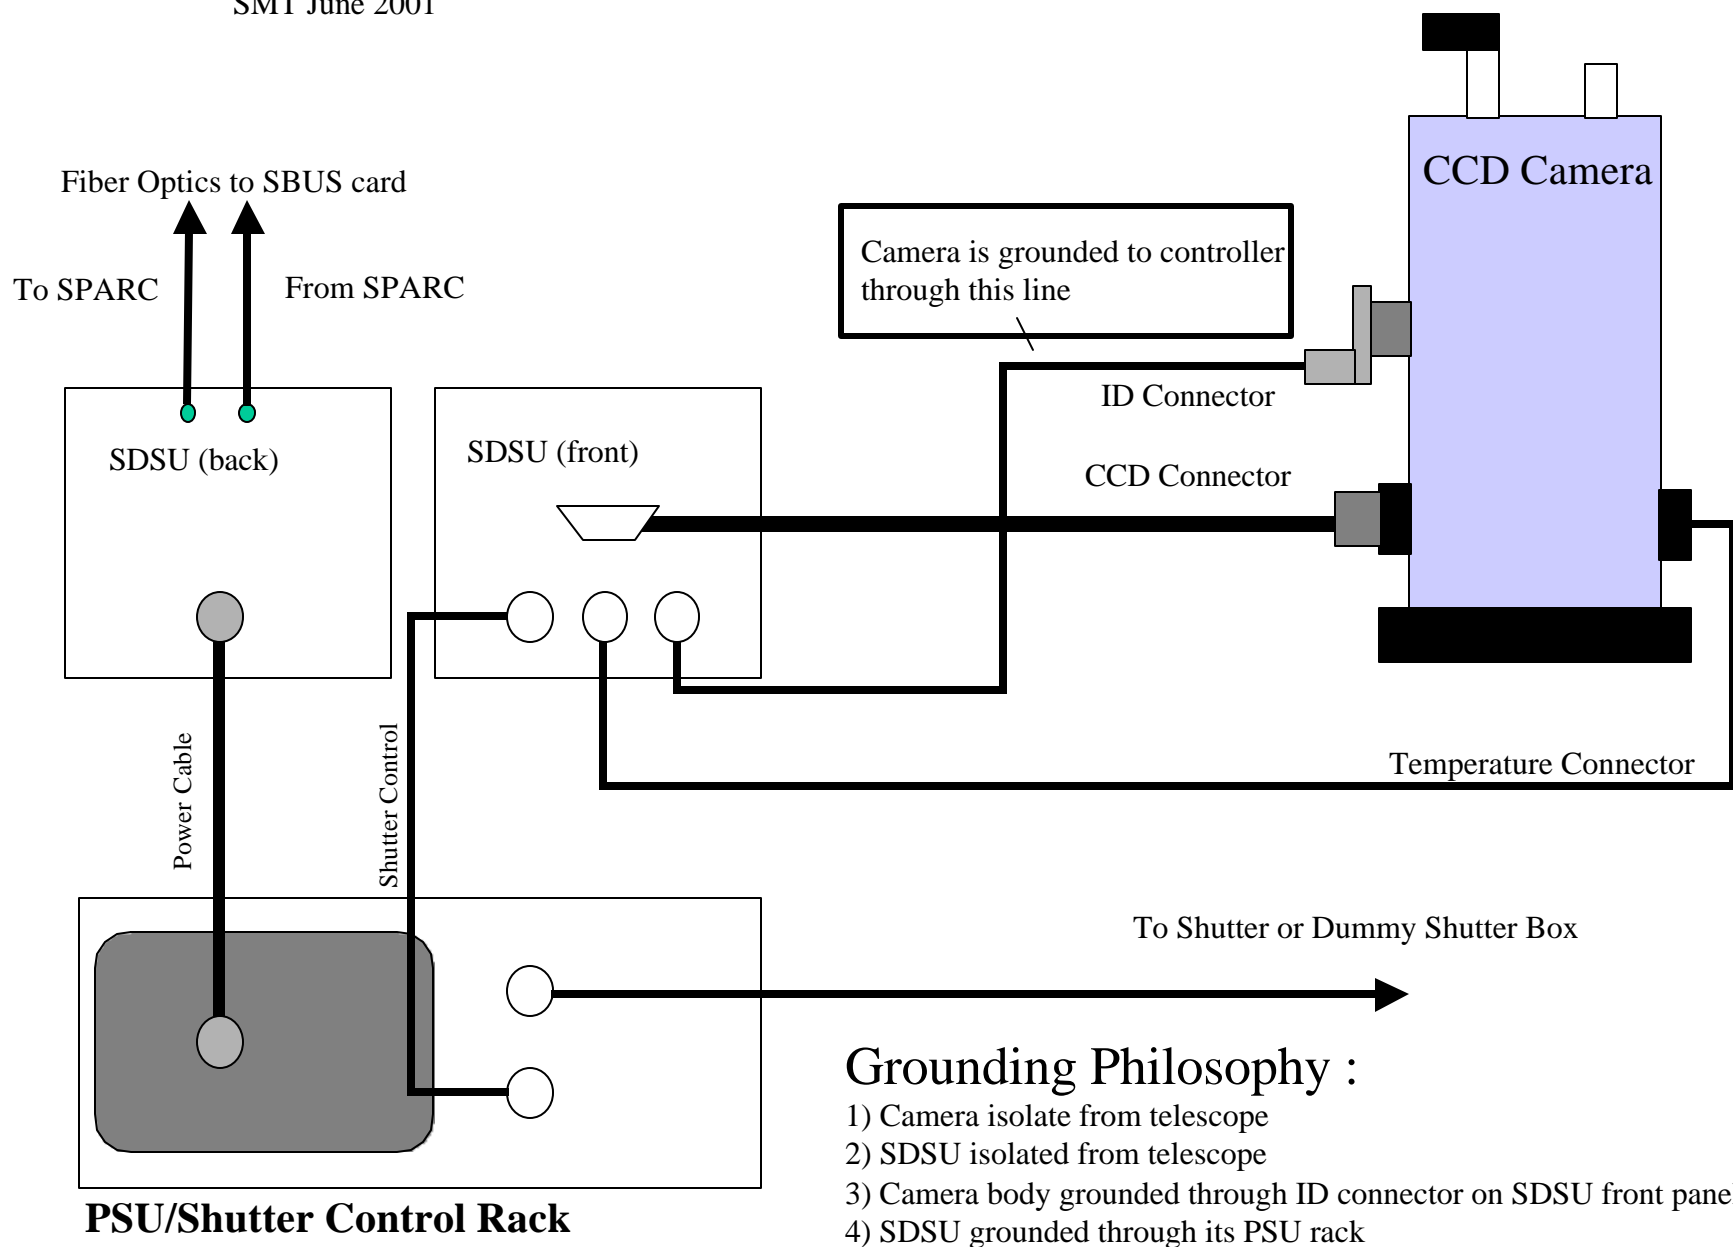 SMT June 2001
CCD Camera
Fiber Optics to SBUS card
Camera is grounded to controller
through this line
To SPARC
From SPARC
ID Connector
SDSU (back)
SDSU (front)
CCD Connector
Power Cable
Shutter Control
Temperature Connector
To Shutter or Dummy Shutter Box
Grounding Philosophy :
1) Camera isolate from telescope
2) SDSU isolated from telescope
3) Camera body grounded through ID connector on SDSU front pane
4) SDSU grounded through its PSU rack
PSU/Shutter Control Rack